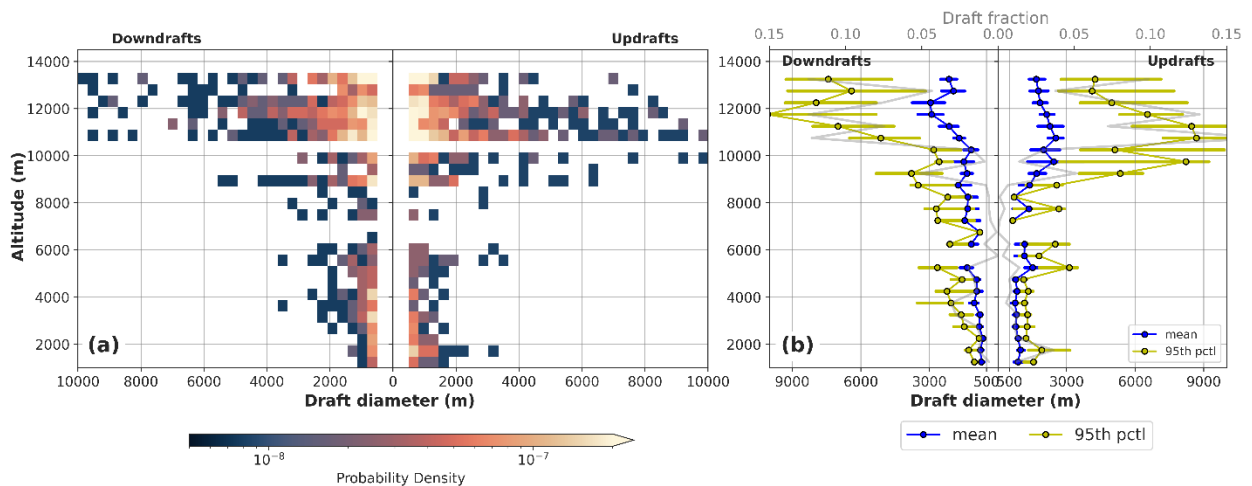 Draft fraction
0.15 0.10 0.05 0.00 0.05 0.10 0.15
Downdrafts Updrafts
Downdrafts Updrafts
14000
12000
10000
8000
6000
4000
2000
Altitude (m)
(a)
10000 8000 6000 4000 2000 0 2000 4000 6000 8000 10000
Draft diameter (m)
14000
12000
10000
8000
6000
4000
2000
(b)
mean
95th pctl
9000 6000 3000 500 500 3000 6000 9000
Draft diameter (m)
mean 95th pctl
10⁻⁸ 10⁻⁷
Probability Density